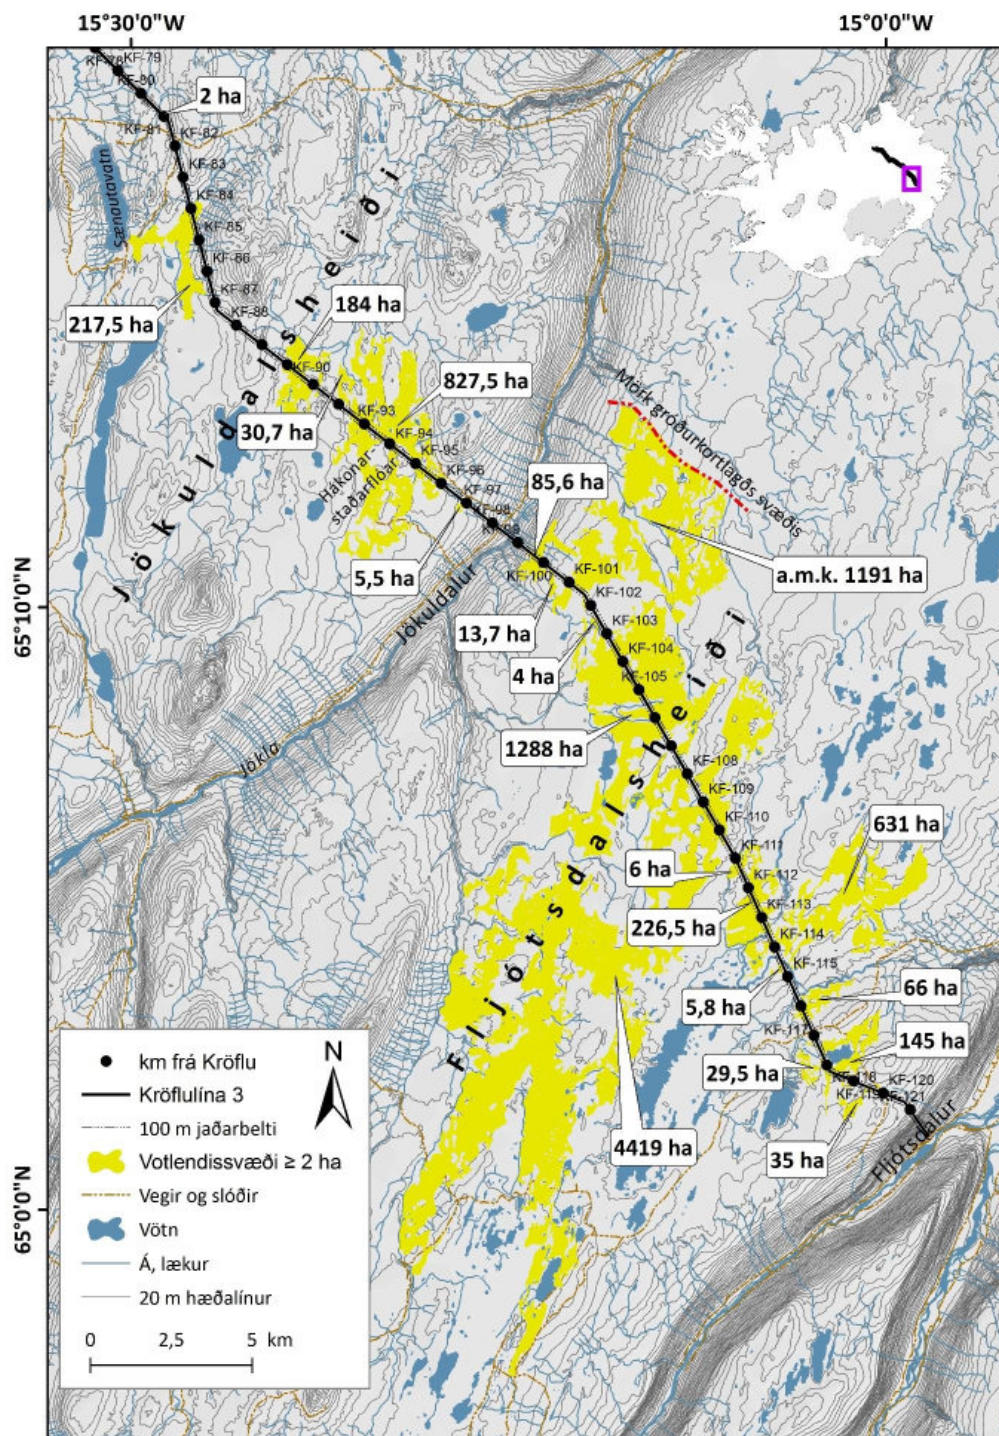 15°30'0"W
15°0'0"W
KF-79
KF-78
KF-80
2 ha
KF-81
KF-82
KF-83
KF-84
Sænautavatn
KF-85
KF-86
KF-87
217,5 ha
KF-88
184 ha
KF-90
827,5 ha
30,7 ha
KF-93
KF-94
KF-95
Hákonar-
staðarflóar
KF-96
KF-97
KF-98
KF-99
Jökuldalsheiði
Mörk gróðurkortlagðs svæðis
85,6 ha
5,5 ha
KF-100
KF-101
a.m.k. 1191 ha
65°10'0"N
KF-102
Jökuldalur
13,7 ha
KF-103
4 ha
KF-104
KF-105
1288 ha
Jökla
KF-108
KF-109
KF-110
631 ha
KF-111
6 ha
KF-112
226,5 ha
KF-113
KF-114
Fljótsdalsheiði
KF-115
5,8 ha
66 ha
KF-117
145 ha
29,5 ha
KF-118
KF-119
KF-120
KF-121
4419 ha
35 ha
Fljótsdalur
65°0'0"N
N
km frá Kröflu
Kröflulína 3
100 m jaðarbelti
Votlendissvæði ≥ 2 ha
Vegir og slóðir
Vötn
Á, lækur
20 m hæðalínur
0 2,5 5 km